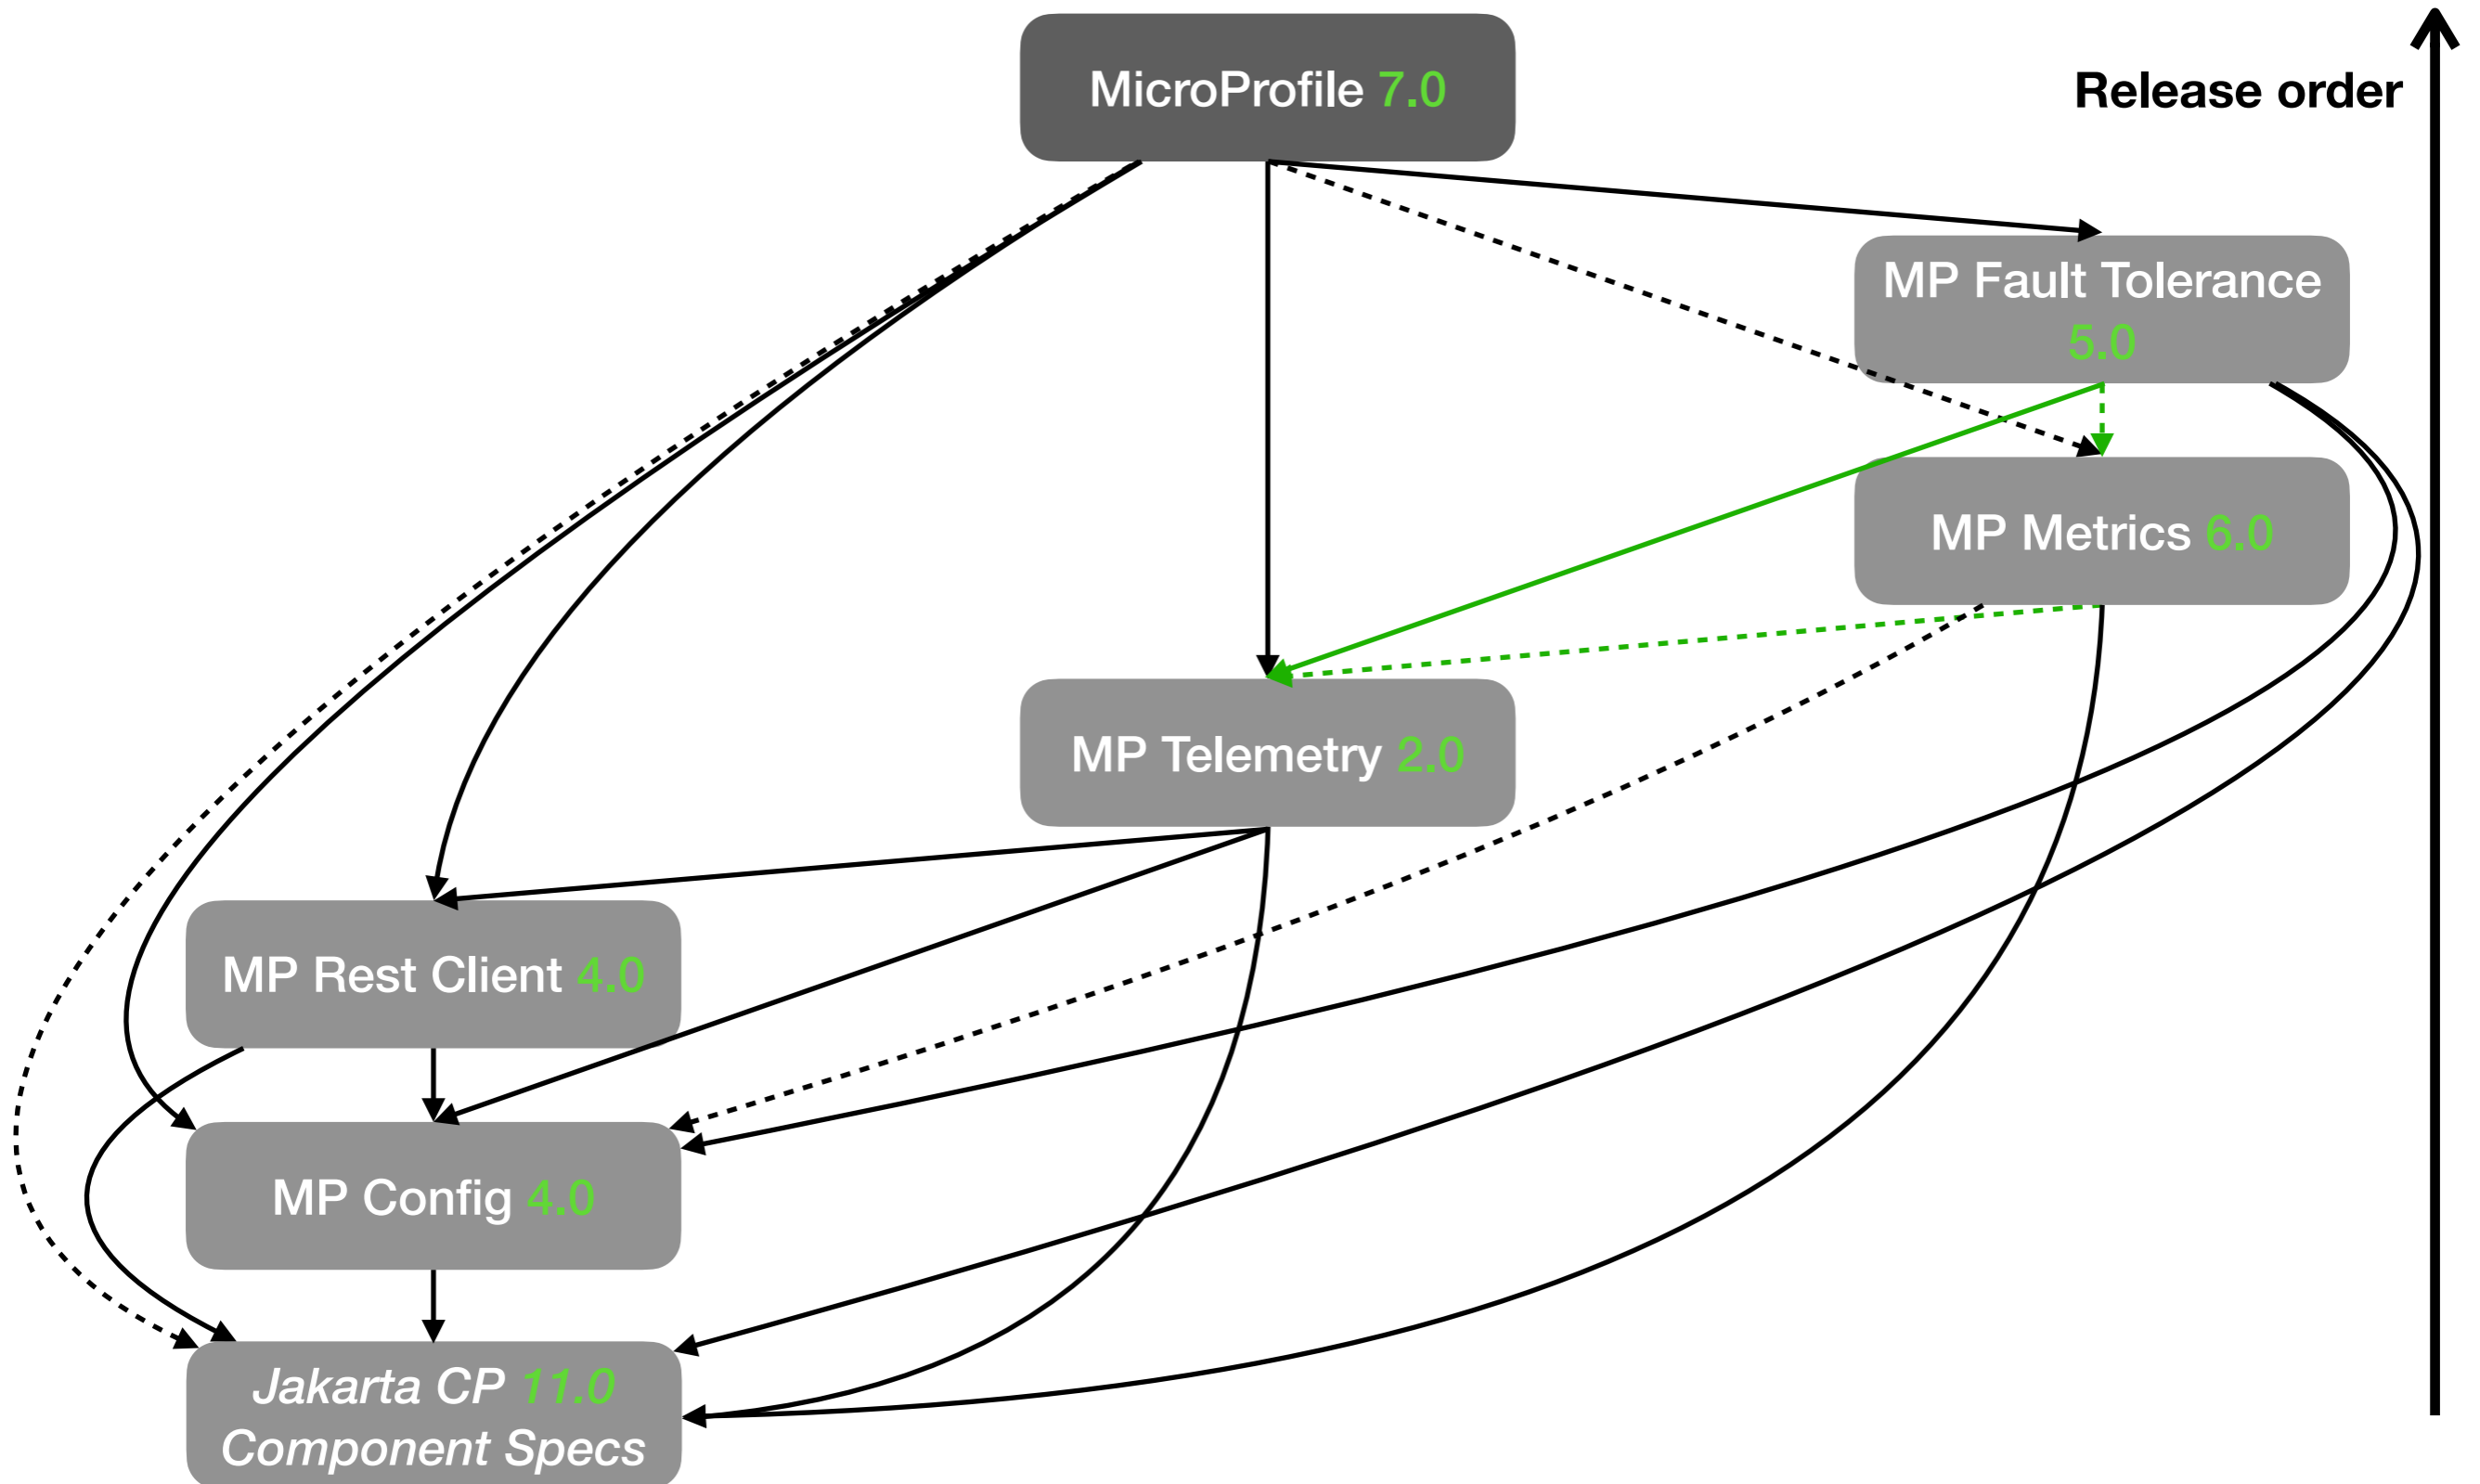 MicroProfile 7.0
Release order
MP Fault Tolerance
5.0
MP Metrics 6.0
MP Telemetry 2.0
MP Rest Client 4.0
MP Config 4.0
Jakarta CP 11.0
Component Specs